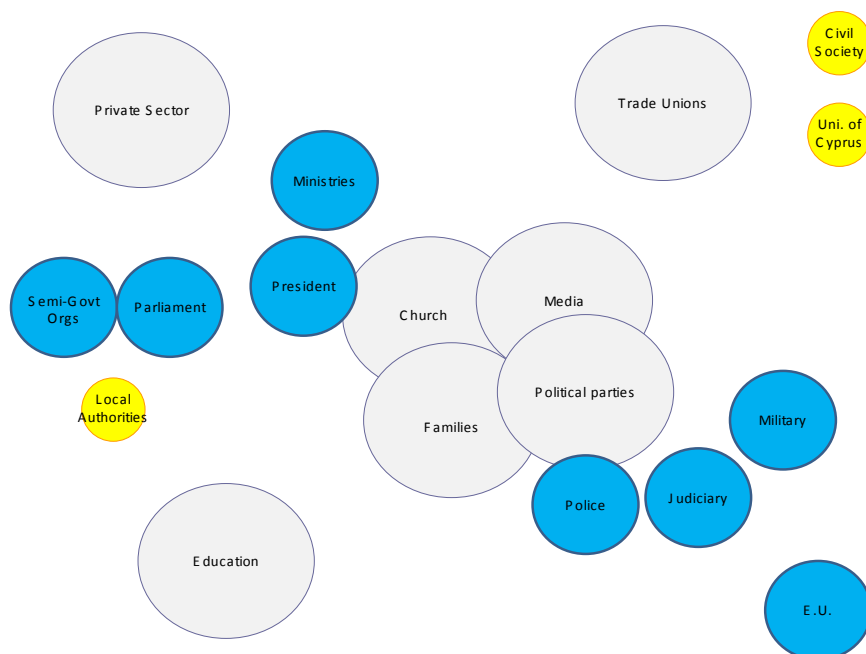 Civil
Society
Private Sector
Trade Unions
Uni. of
Cyprus
Ministries
President
Semi-Govt
Orgs
Parliament
Church
Media
Local
Authorities
Political parties
Families
Military
Police
Judiciary
Education
E.U.